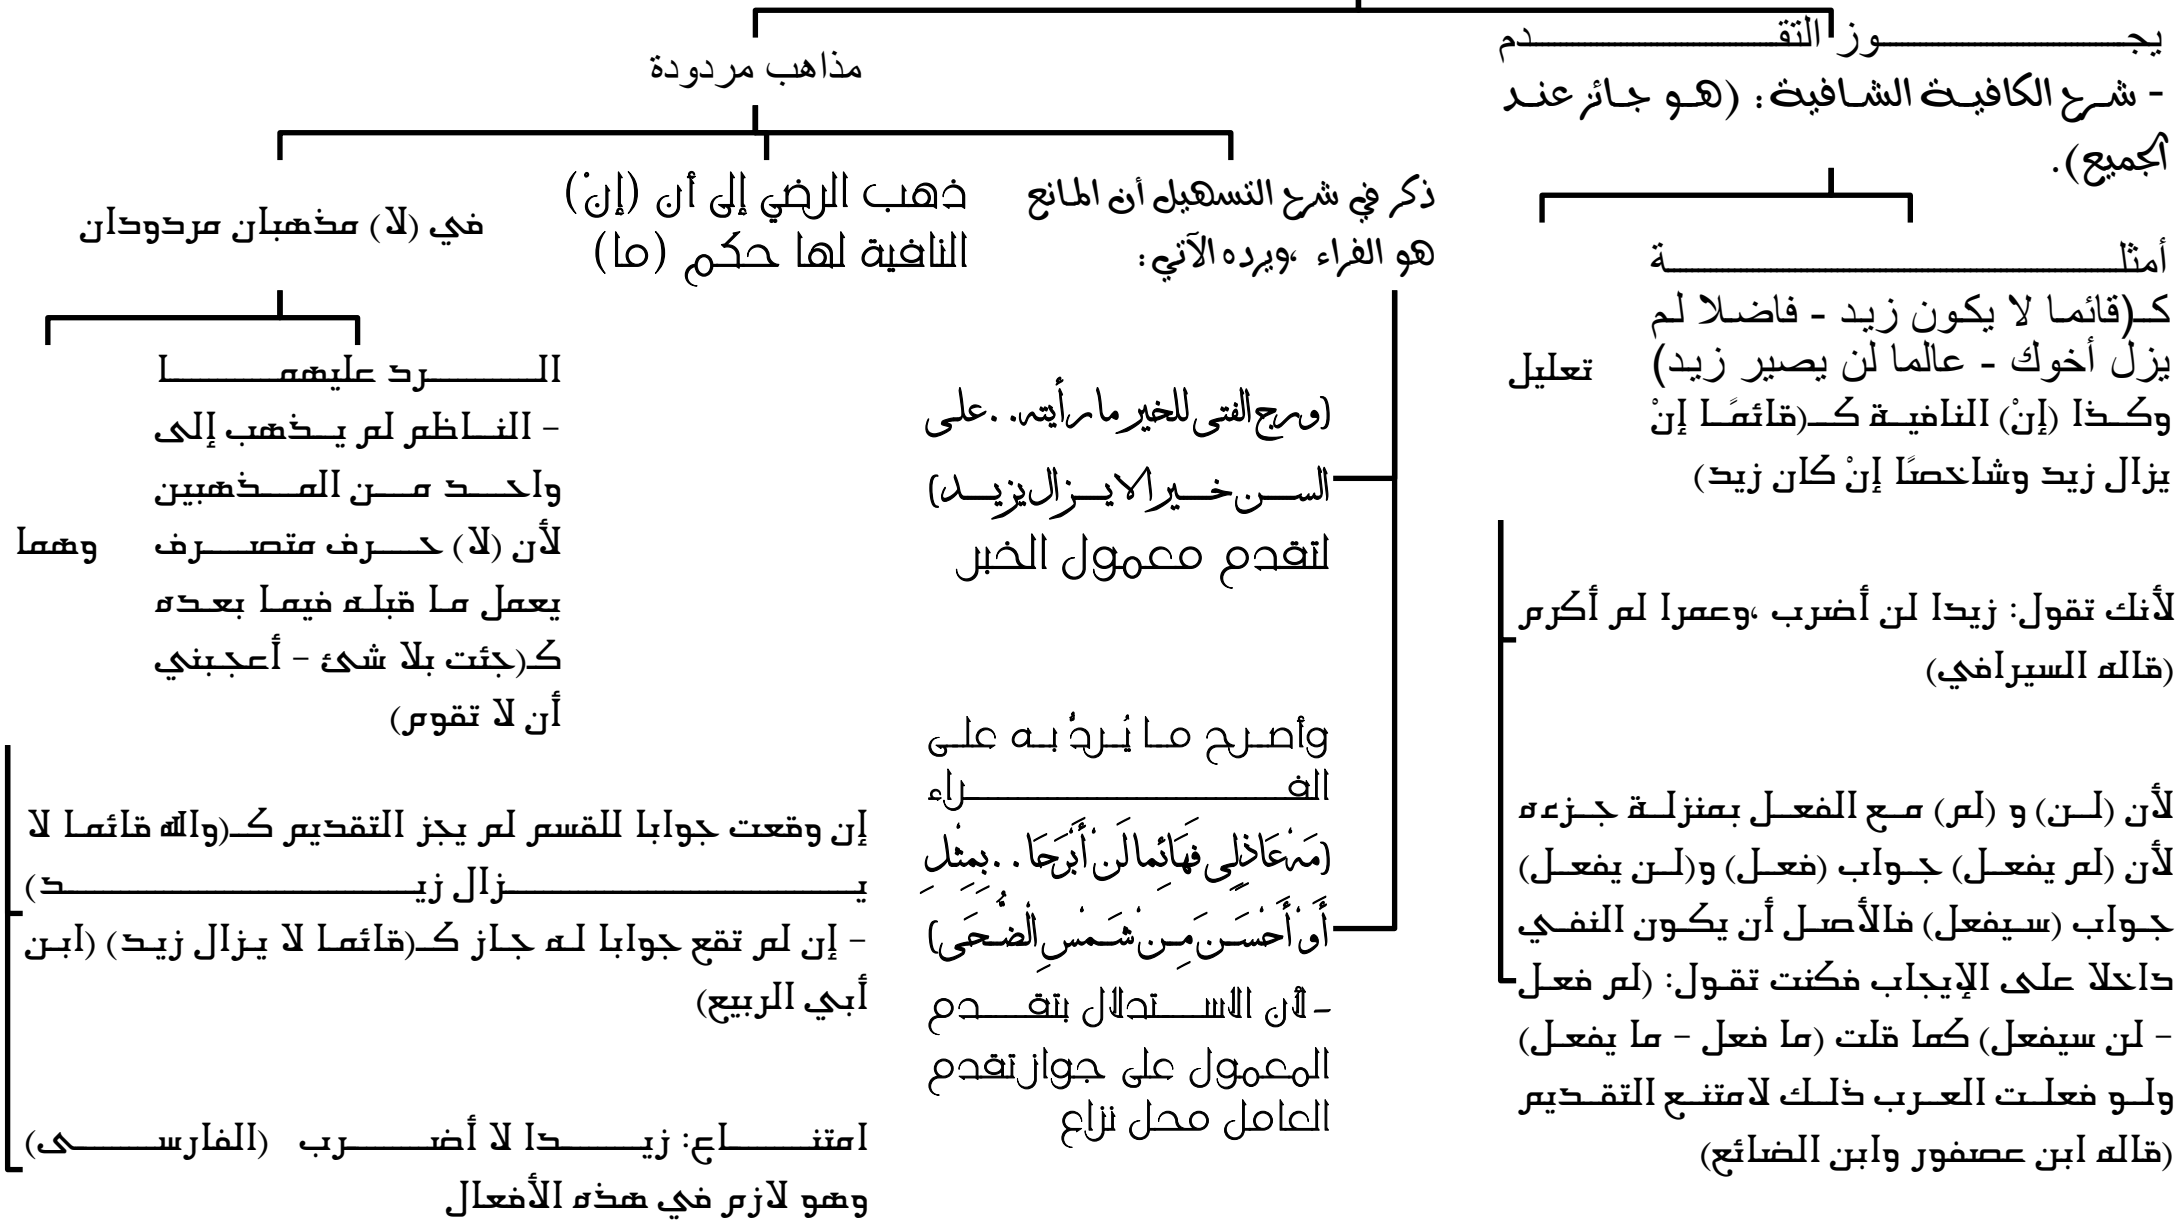 يجوز التقدم
- شرح الكافية الشافية: (هو جائز عند
الجميع).
أمثلة
كـ(قائما لا يكون زيد - فاضلا لم
يزل أخوك - عالما لن يصير زيد)
وكذا (إنْ) النافية كـ(قائمًا إنْ
يزال زيد وشاخصًا إنْ كان زيد)
تعليل
لأنك تقول: زيدا لن أضرب ،وعمرا لم أكرم
(قاله السيرافي)
لأن (لن) و (لم) مع الفعل بمنزلة جزءه
لأن (لم يفعل) جواب (فعل) و(لن يفعل)
جواب (سيفعل) فالأصل أن يكون النفي
داخلا على الإيجاب فكنت تقول: (لم فعل
- لن سيفعل) كما قلت (ما فعل - ما يفعل)
ولو فعلت العرب ذلك لامتنع التقديم
(قاله ابن عصفور وابن الضائع)
مذاهب مردودة
ذكر في شرح التسهيل أن المانع
هو الفراء ،ويرده الآتي:
(ورج الفتى للخير ما رأيته. .على
السن خيرا لا يزال يزيد)
لتقدم معمول الخبر
وأصرح ما يُردُّ به على
الفراء
(مَهْ عَاذِلِى فَهَائِما لَنْ أَبْرَحَا . .بِمِثْلِ
أَوْ أَحْسَنَ مِنْ شَمْسِ الْضُّحَى)
-لأن الاستدلال بتقدم
المعمول على جواز تقدم
العامل محل نزاع
ذهب الرضي إلى أن (إنْ)
النافية لها حكم (ما)
في (لا) مذهبان مردودان
الرد عليهما
- الناظم لم يذهب إلى
واحد من المذهبين
لأن (لا) حرف متصرف
يعمل ما قبله فيما بعده
كـ(جئت بلا شئ - أعجبني
أن لا تقوم)
وهما
إن وقعت جوابا للقسم لم يجز التقديم كـ(والله قائما لا
يزال زيد)
- إن لم تقع جوابا له جاز كـ(قائما لا يزال زيد) (ابن
أبي الربيع)
امتناع: زيدا لا أضرب (الفارسى)
وهو لازم في هذه الأفعال